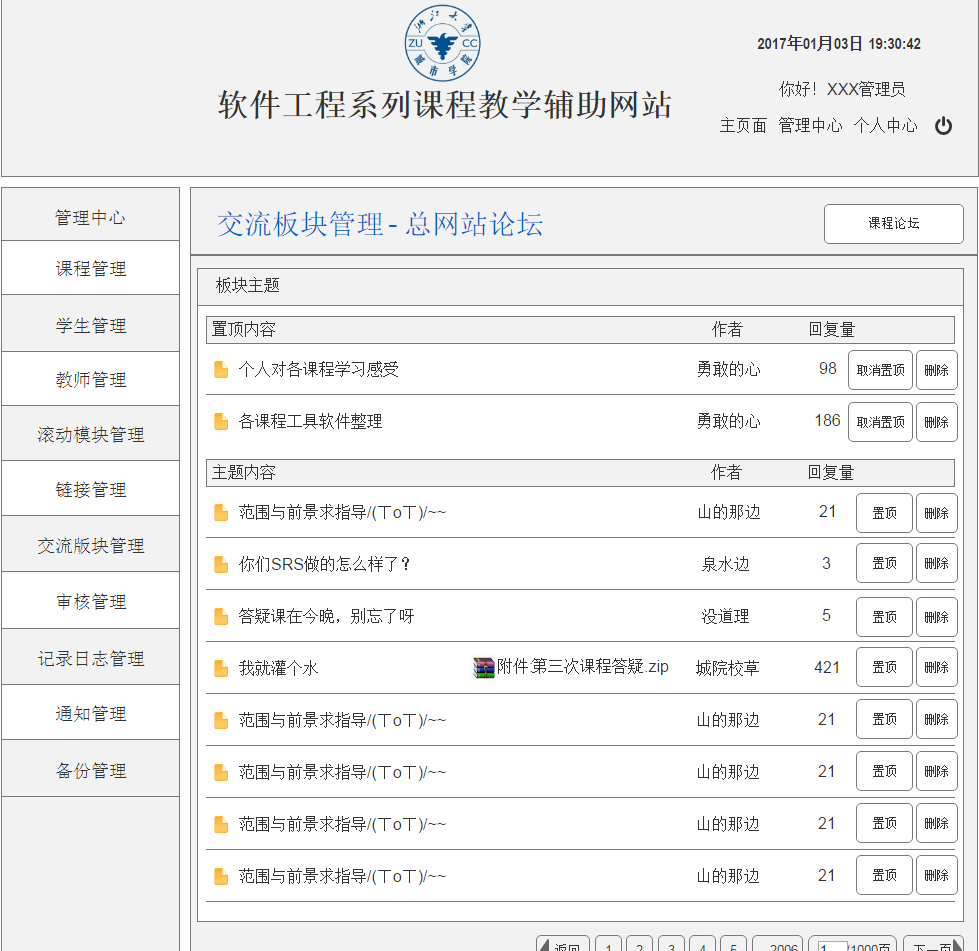 浙江大学
ZU CC
城市学院
2017年01月03日 19:30:42
软件工程系列课程教学辅助网站
你好！XXX管理员
主页面 管理中心 个人中心
管理中心
课程管理
学生管理
教师管理
滚动模块管理
链接管理
交流版块管理
审核管理
记录日志管理
通知管理
备份管理
交流板块管理-总网站论坛
课程论坛
板块主题
置顶内容 作者 回复量
个人对各课程学习感受 勇敢的心 98 取消置顶 删除
各课程工具软件整理 勇敢的心 186 取消置顶 删除
主题内容 作者 回复量
范围与前景求指导/(ㄒoㄒ)/~~ 山的那边 21 置顶 删除
你们SRS做的怎么样了？ 泉水边 3 置顶 删除
答疑课在今晚，别忘了呀 没道理 5 置顶 删除
我就灌个水 附件:第三次课程答疑.zip 城院校草 421 置顶 删除
范围与前景求指导/(ㄒoㄒ)/~~ 山的那边 21 置顶 删除
范围与前景求指导/(ㄒoㄒ)/~~ 山的那边 21 置顶 删除
范围与前景求指导/(ㄒoㄒ)/~~ 山的那边 21 置顶 删除
范围与前景求指导/(ㄒoㄒ)/~~ 山的那边 21 置顶 删除
返回 1 2 3 4 5 ...2006 1 /1000页 下一页